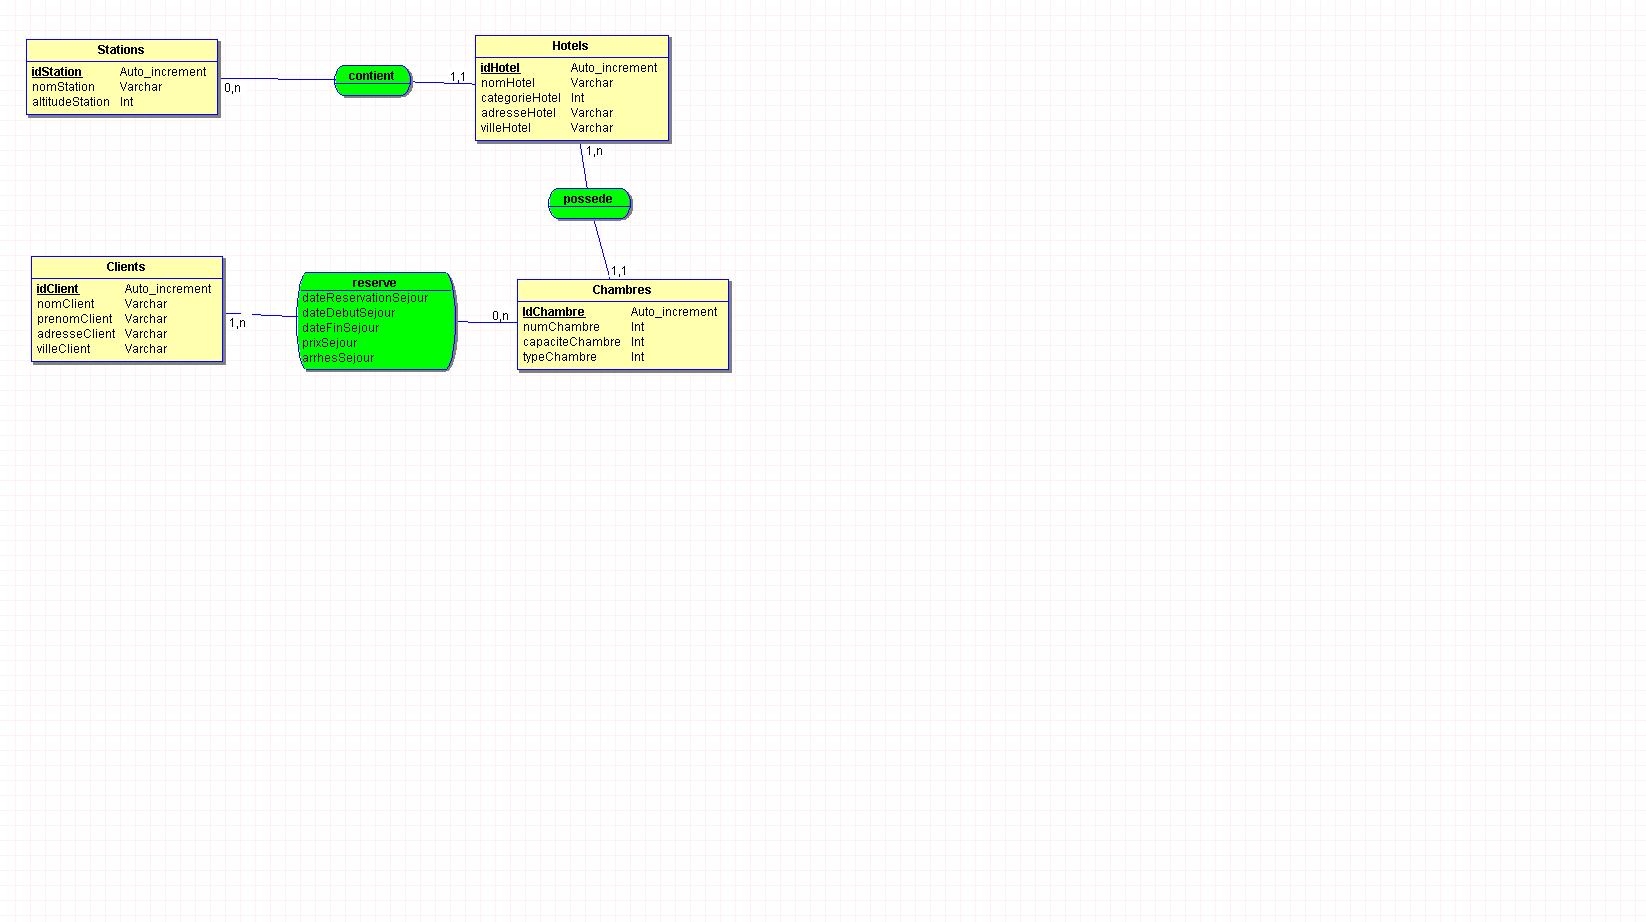 Stations
idStation Auto_increment
nomStation Varchar
altitudeStation Int
0,n
contient
1,1
Hotels
idHotel Auto_increment
nomHotel Varchar
categorieHotel Int
adresseHotel Varchar
villeHotel Varchar
1,n
possede
1,1
Clients
idClient Auto_increment
nomClient Varchar
prenomClient Varchar
adresseClient Varchar
villeClient Varchar
1,n
reserve
dateReservationSejour
dateDebutSejour
dateFinSejour
prixSejour
arrhesSejour
0,n
Chambres
IdChambre Auto_increment
numChambre Int
capaciteChambre Int
typeChambre Int